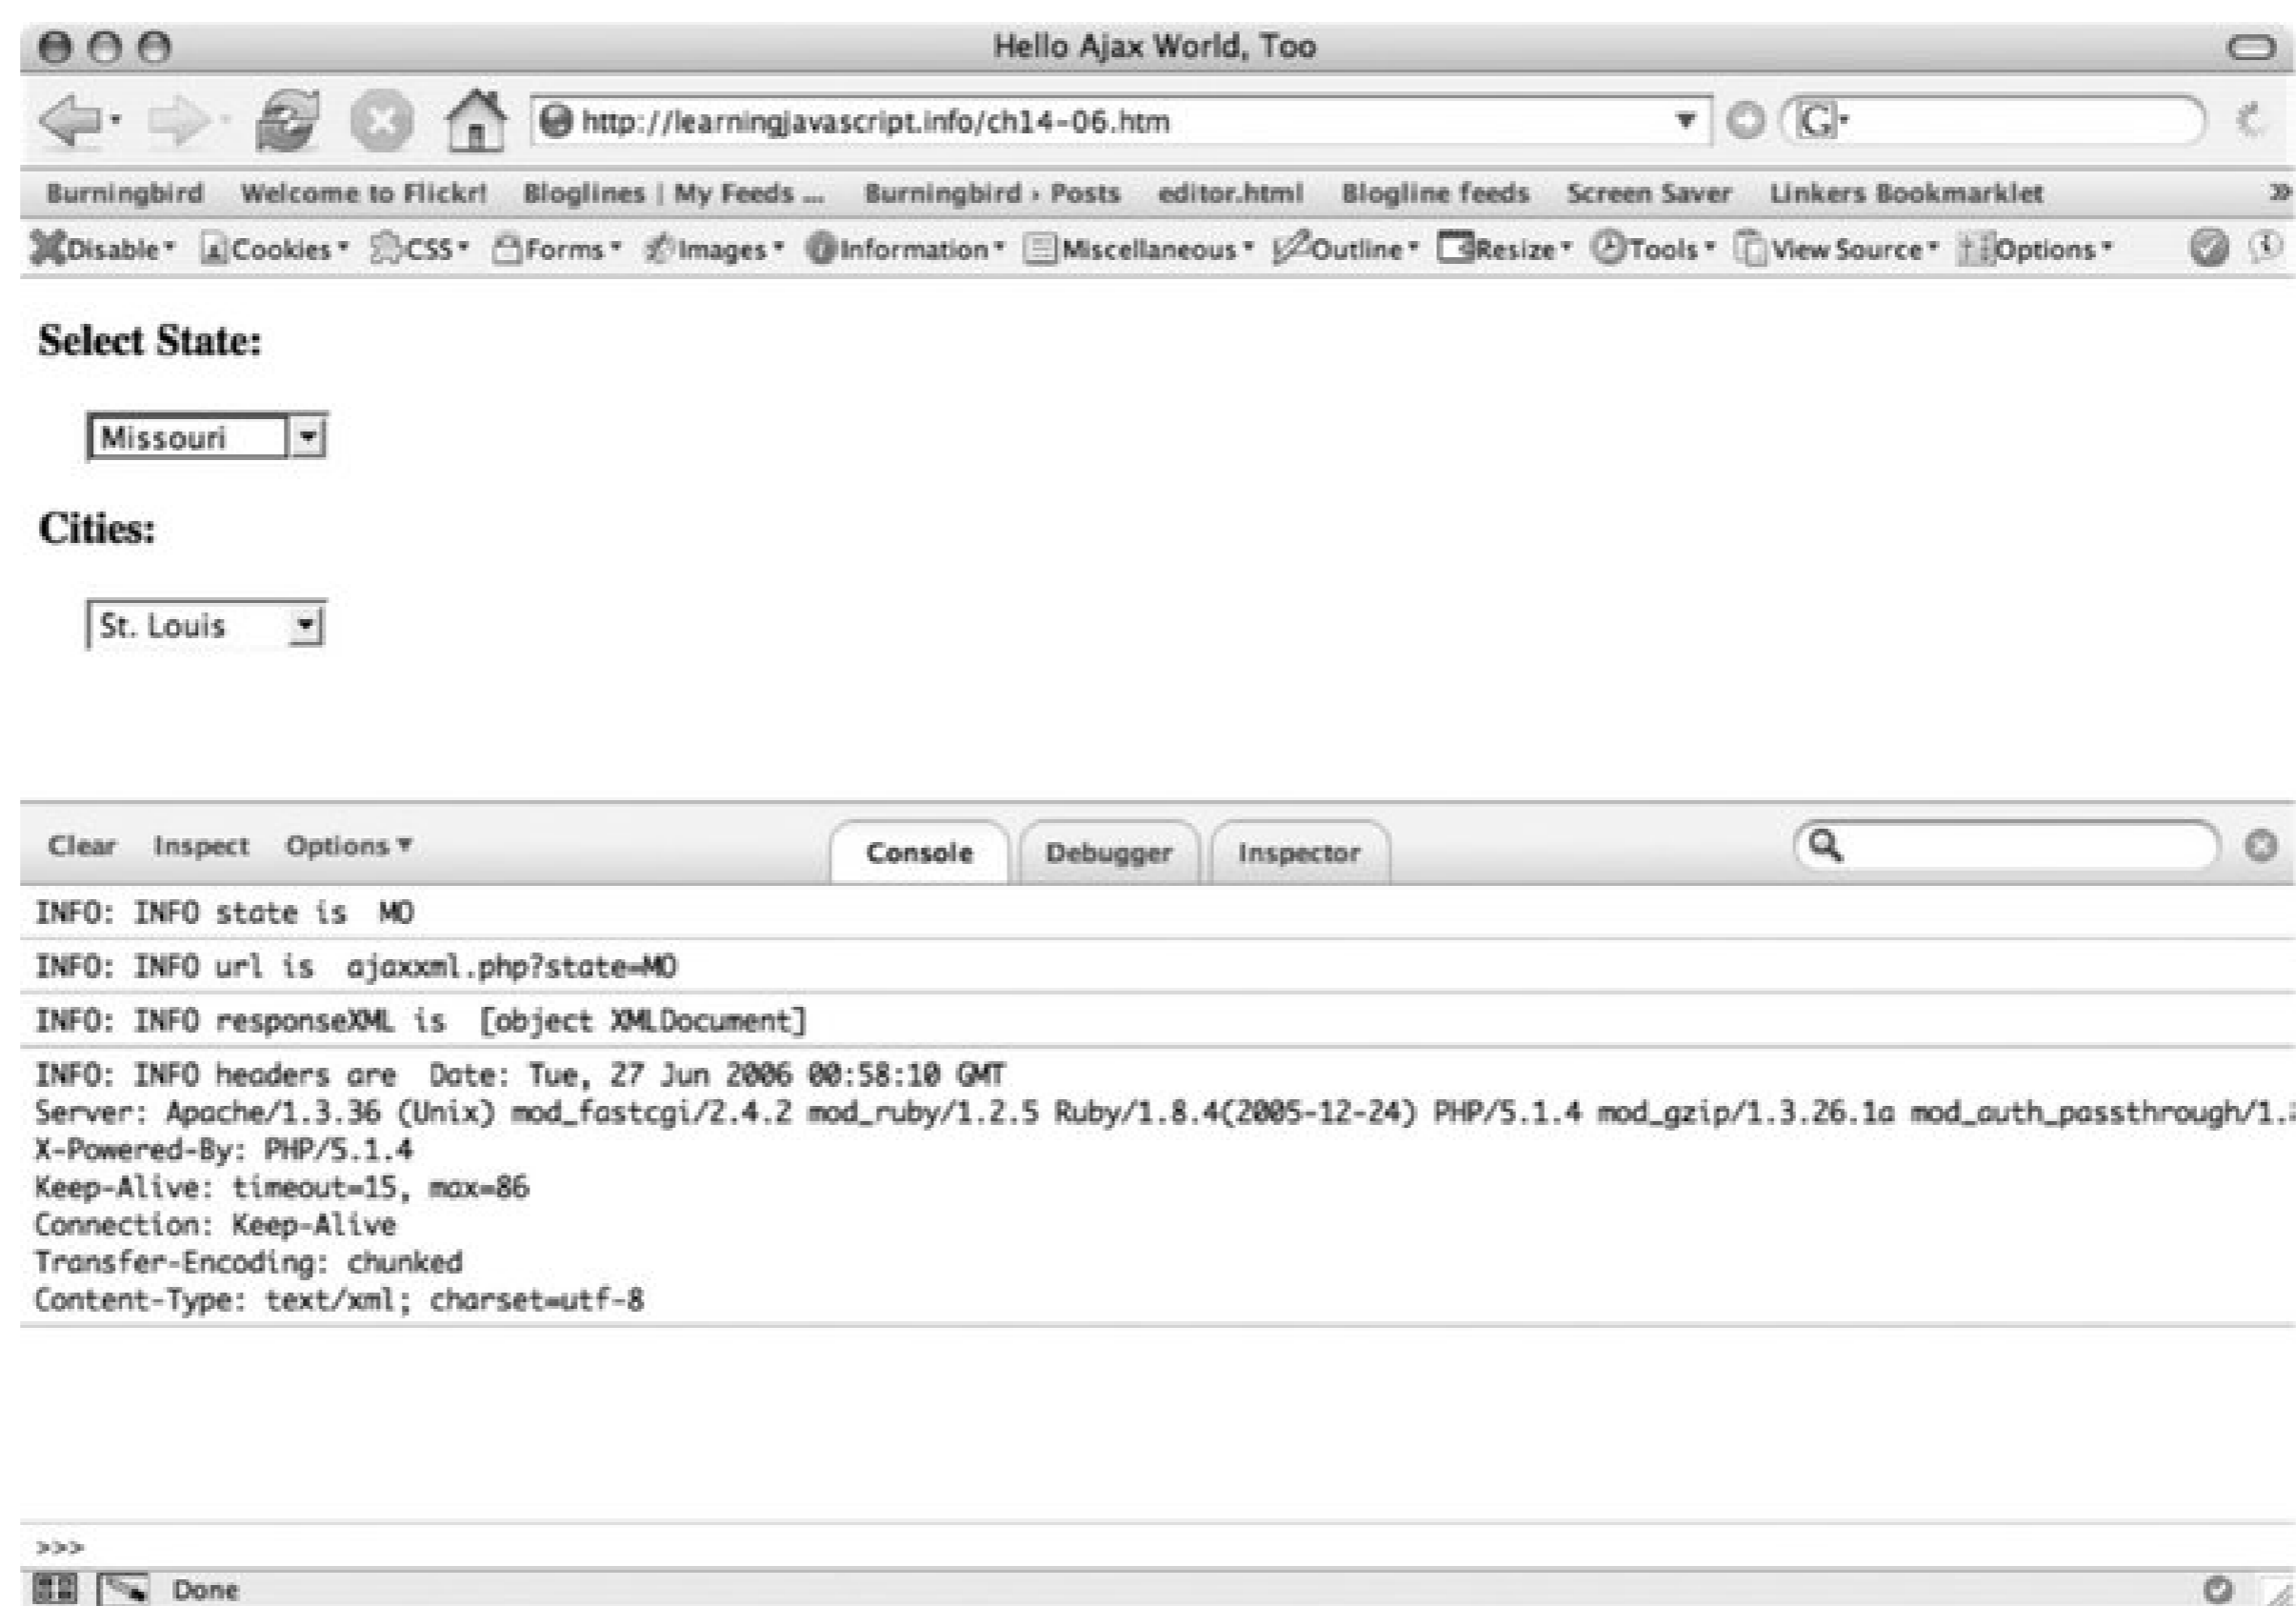 Hello Ajax World, Too
http://learningjavascript.info/ch14-06.htm
G
Burningbird Welcome to Flickr! Bloglines | My Feeds ... Burningbird › Posts editor.html Blogline feeds Screen Saver Linkers Bookmarklet »
Disable Cookies CSS Forms Images Information Miscellaneous Outline Resize Tools View Source Options
Select State:
Missouri
Cities:
St. Louis
Clear Inspect Options Console Debugger Inspector
INFO: INFO state is MO
INFO: INFO url is ajaxxml.php?state=MO
INFO: INFO responseXML is [object XMLDocument]
INFO: INFO headers are Date: Tue, 27 Jun 2006 00:58:10 GMT
Server: Apache/1.3.36 (Unix) mod_fastcgi/2.4.2 mod_ruby/1.2.5 Ruby/1.8.4(2005-12-24) PHP/5.1.4 mod_gzip/1.3.26.1a mod_auth_passthrough/1.
X-Powered-By: PHP/5.1.4
Keep-Alive: timeout=15, max=86
Connection: Keep-Alive
Transfer-Encoding: chunked
Content-Type: text/xml; charset=utf-8
>>>
Done